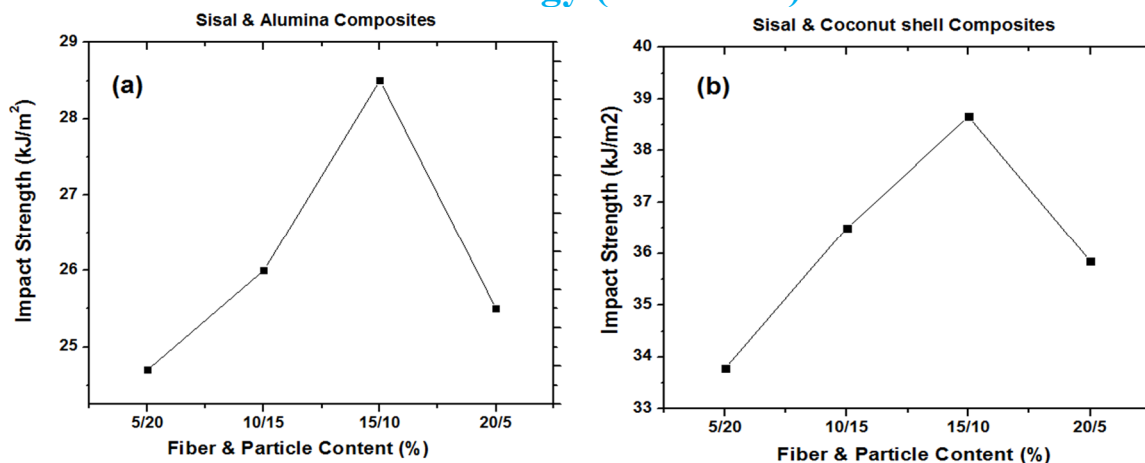 Sisal & Alumina Composites
(a)
Impact Strength (kJ/m²)
29
28
27
26
25
5/20 10/15 15/10 20/5
Fiber & Particle Content (%)
Sisal & Coconut shell Composites
(b)
Impact Strength (kJ/m2)
40
39
38
37
36
35
34
33
5/20 10/15 15/10 20/5
Fiber & Particle Content (%)